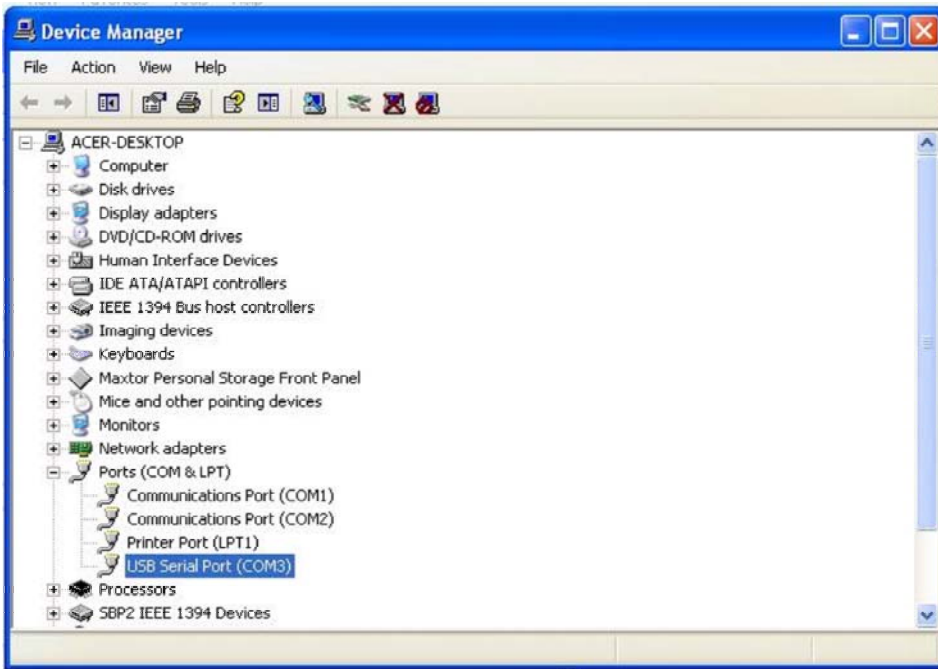 Device Manager
File Action View Help
ACER-DESKTOP
Computer
Disk drives
Display adapters
DVD/CD-ROM drives
Human Interface Devices
IDE ATA/ATAPI controllers
IEEE 1394 Bus host controllers
Imaging devices
Keyboards
Maxtor Personal Storage Front Panel
Mice and other pointing devices
Monitors
Network adapters
Ports (COM & LPT)
Communications Port (COM1)
Communications Port (COM2)
Printer Port (LPT1)
USB Serial Port (COM3)
Processors
SBP2 IEEE 1394 Devices